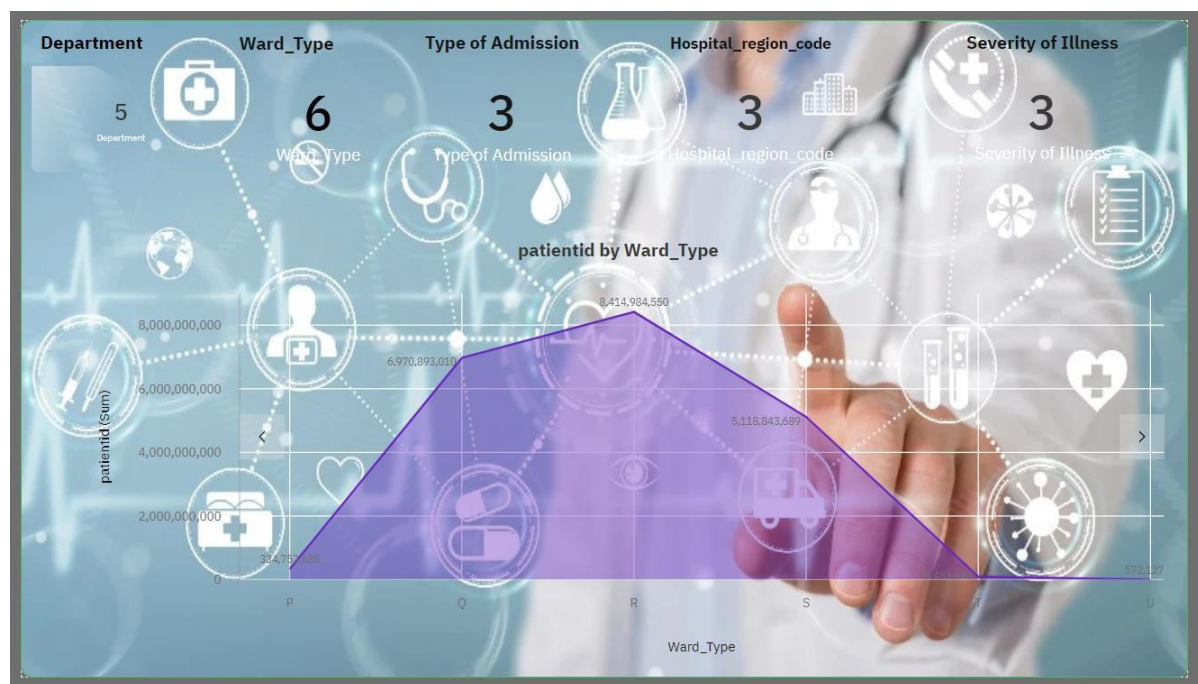 Department
Ward_Type
Type of Admission
Hospital_region_code
Severity of Illness
5
6
3
3
3
Department
Ward_Type
Type of Admission
Hospital_region_code
Severity of Illness
patientid by Ward_Type
8,414,984,550
8,000,000,000
6,970,893,010
6,000,000,000
5,118,843,689
patientid (Sum)
4,000,000,000
2,000,000,000
572,127
0
P
Q
R
S
T
U
Ward_Type